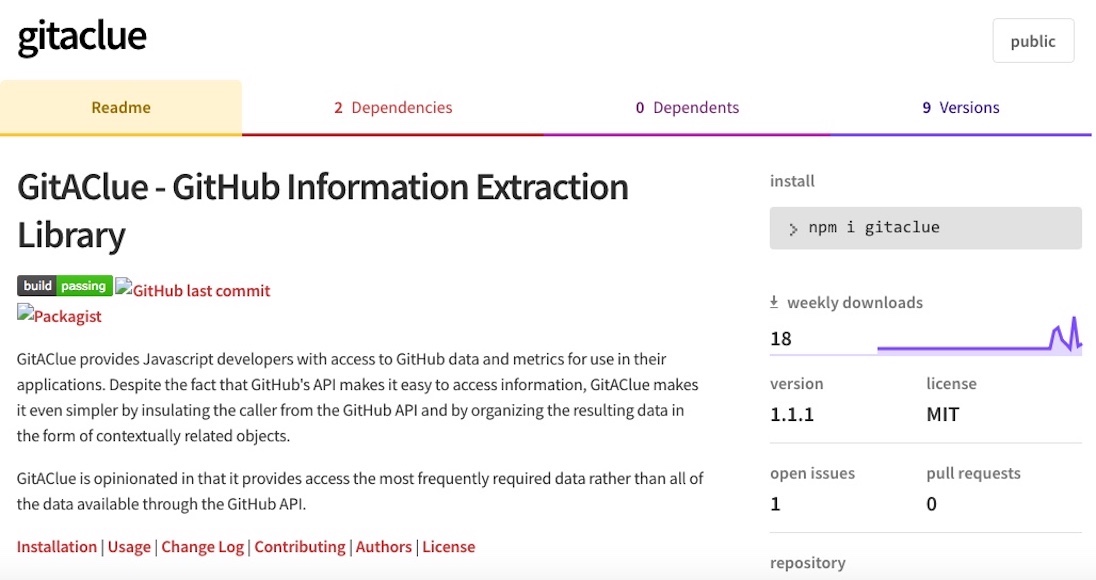 gitaclue
public
Readme
2 Dependencies
0 Dependents
9 Versions
GitAClue - GitHub Information Extraction
Library
build passing GitHub last commit
Packagist
GitAClue provides Javascript developers with access to GitHub data and metrics for use in their
applications. Despite the fact that GitHub's API makes it easy to access information, GitAClue makes
it even simpler by insulating the caller from the GitHub API and by organizing the resulting data in
the form of contextually related objects.
GitAClue is opinionated in that it provides access the most frequently required data rather than all of
the data available through the GitHub API.
Installation | Usage | Change Log | Contributing | Authors | License
install
> npm i gitaclue
weekly downloads
18
version
1.1.1
license
MIT
open issues
1
pull requests
0
repository